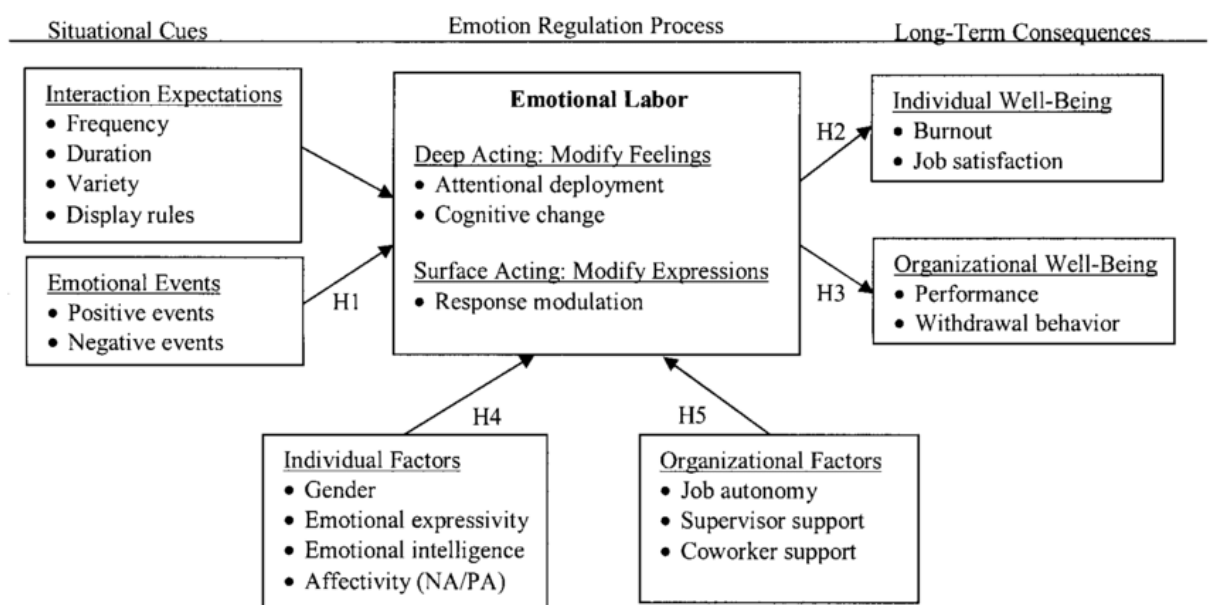 Situational Cues
Emotion Regulation Process
Long-Term Consequences
Interaction Expectations
• Frequency
• Duration
• Variety
• Display rules
Emotional Events
• Positive events
• Negative events
H1
Emotional Labor
Deep Acting: Modify Feelings
• Attentional deployment
• Cognitive change
Surface Acting: Modify Expressions
• Response modulation
H2
Individual Well-Being
• Burnout
• Job satisfaction
H3
Organizational Well-Being
• Performance
• Withdrawal behavior
H4
Individual Factors
• Gender
• Emotional expressivity
• Emotional intelligence
• Affectivity (NA/PA)
H5
Organizational Factors
• Job autonomy
• Supervisor support
• Coworker support